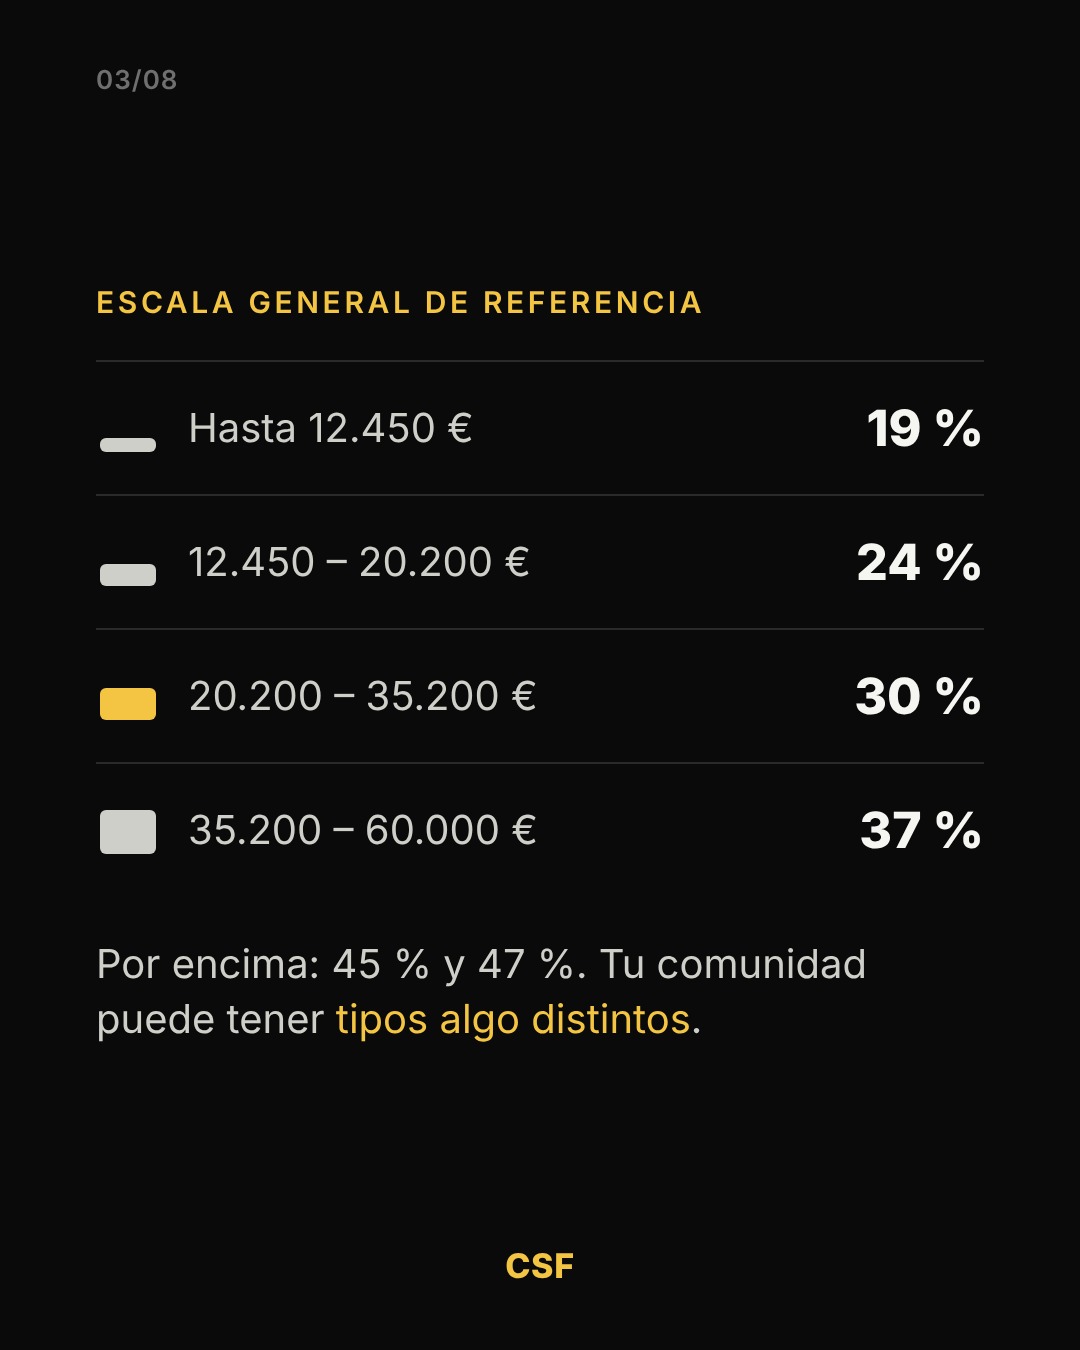 03/08
ESCALA GENERAL DE REFERENCIA
Hasta 12.450 € 19 %
12.450 – 20.200 € 24 %
20.200 – 35.200 € 30 %
35.200 – 60.000 € 37 %
Por encima: 45 % y 47 %. Tu comunidad
puede tener tipos algo distintos.
CSF